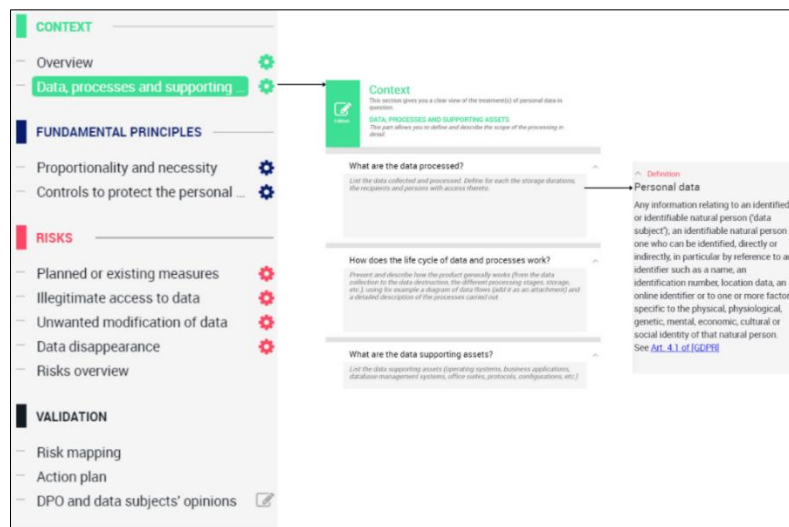 CONTEXT
Overview
Data, processes and supporting ...
FUNDAMENTAL PRINCIPLES
Proportionality and necessity
Controls to protect the personal ...
RISKS
Planned or existing measures
Illegitimate access to data
Unwanted modification of data
Data disappearance
Risks overview
VALIDATION
Risk mapping
Action plan
DPO and data subjects' opinions
Context
This section gives you a clear view of the treatment(s) of personal data in
question.
DATA, PROCESSES AND SUPPORTING ASSETS
This part allows you to define and describe the scope of the processing in
detail.
What are the data processed?
List the data collected and processed. Define for each the storage durations,
the recipients and persons with access thereto.
How does the life cycle of data and processes work?
Present and describe how the product generally works (from the data
collection to the data destruction, the different processing stages, storage,
etc.), using for example a diagram of data flows (add it as an attachment) and
a detailed description of the processes carried out.
What are the data supporting assets?
List the data supporting assets (operating systems, business applications,
database management systems, office suites, protocols, configurations, etc.)
Definition
Personal data
Any information relating to an identified
or identifiable natural person ('data
subject'); an identifiable natural person
one who can be identified, directly or
indirectly, in particular by reference to an
identifier such as a name, an
identification number, location data, an
online identifier or to one or more factor
specific to the physical, physiological,
genetic, mental, economic, cultural or
social identity of that natural person.
See Art. 4.1 of [GDPR]